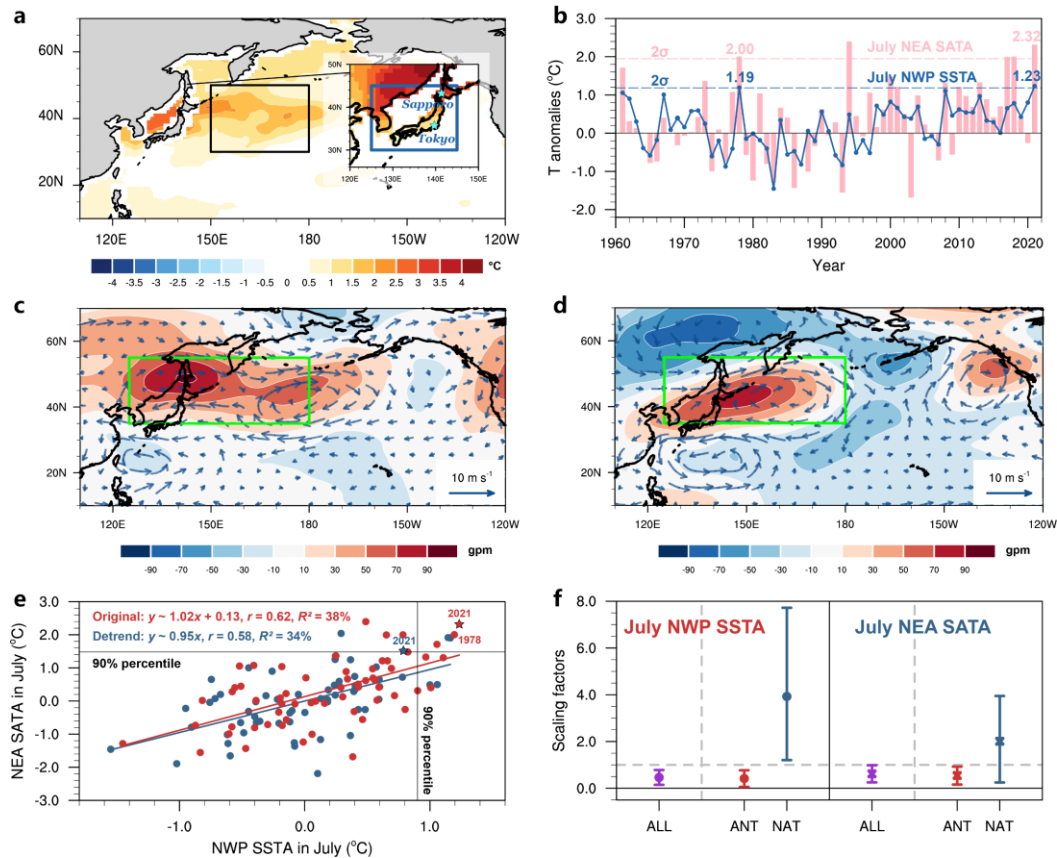 a
60N
40N
20N
120E 150E 180 150W 120W
50N
40N
30N
120E 130E 140E 150E
Sapporo
Tokyo
-4 -3.5 -3 -2.5 -2 -1.5 -1 -0.5 0 0.5 1 1.5 2 2.5 3 3.5 4
°C
b
T anomalies (°C)
3.0
2.0
1.0
0.0
-1.0
-2.0
2σ 2.00 July NEA SATA 2.32
2σ 1.19 July NWP SSTA 1.23
1960 1970 1980 1990 2000 2010 2020
Year
c
60N
40N
20N
10 m s⁻¹
120E 150E 180 150W 120W
-90 -70 -50 -30 -10 10 30 50 70 90
gpm
d
60N
40N
20N
10 m s⁻¹
120E 150E 180 150W 120W
-90 -70 -50 -30 -10 10 30 50 70 90
gpm
e
NEA SATA in July (°C)
3.0
2.0
1.0
0.0
-1.0
-2.0
-3.0
Original: y ~ 1.02x + 0.13, r = 0.62, R² = 38%
Detrend: y ~ 0.95x, r = 0.58, R² = 34%
2021
2021
1978
90% percentile
90% percentile
-1.0 0.0 1.0
NWP SSTA in July (°C)
f
Scaling factors
8.0
6.0
4.0
2.0
0.0
July NWP SSTA
July NEA SATA
ALL ANT NAT ALL ANT NAT